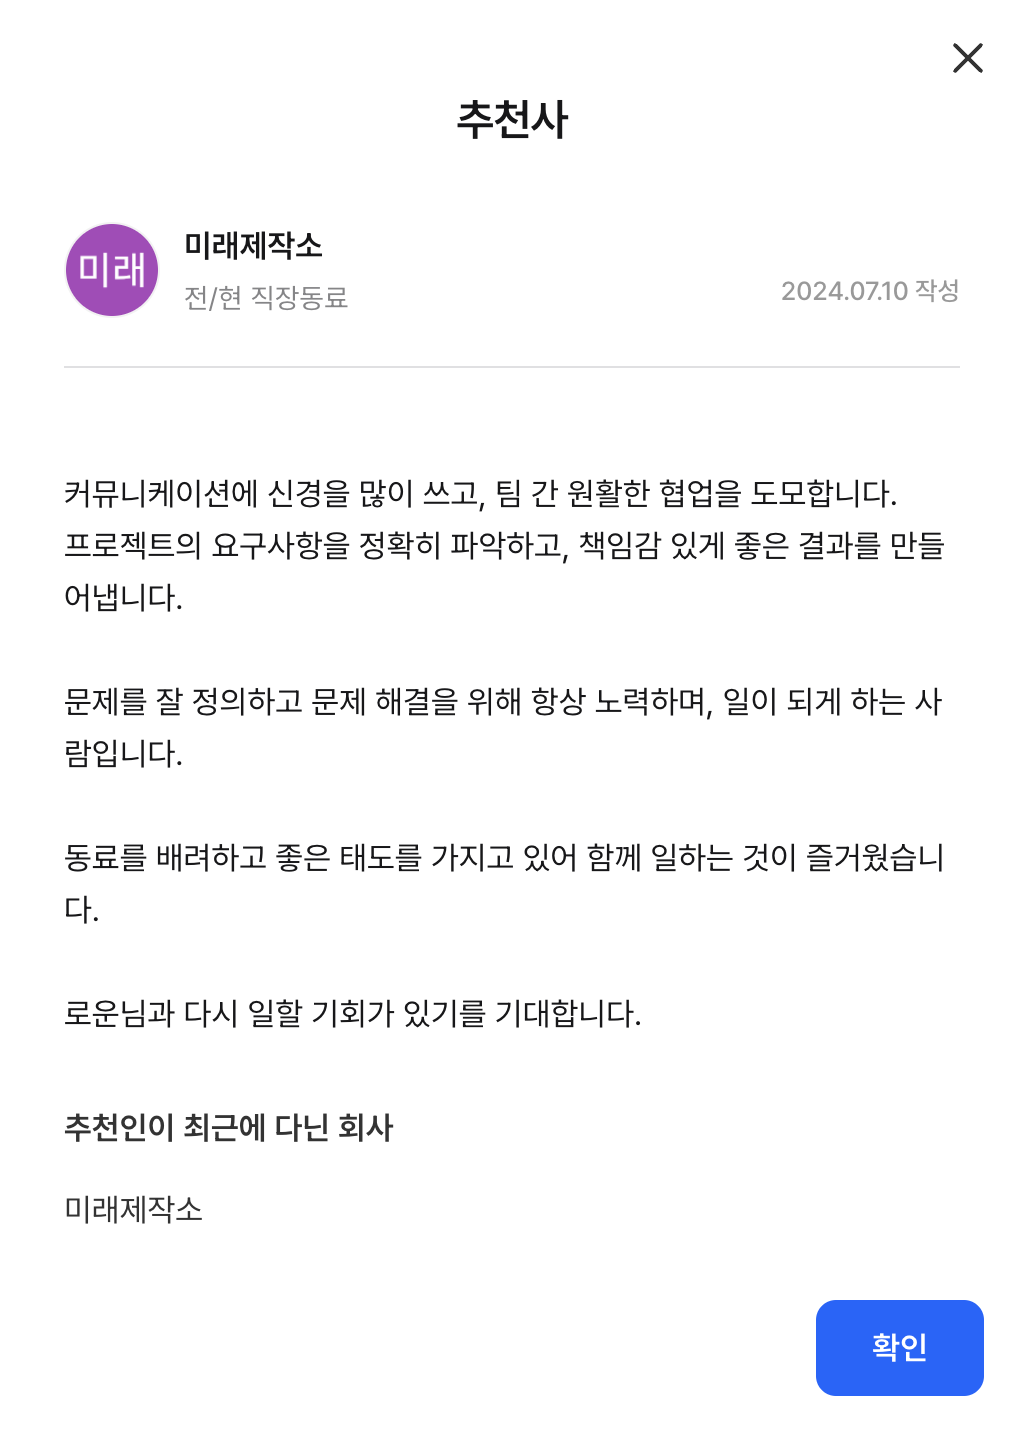 추천사
미래
미래제작소
전/현 직장동료
2024.07.10 작성
커뮤니케이션에 신경을 많이 쓰고, 팀 간 원활한 협업을 도모합니다.
프로젝트의 요구사항을 정확히 파악하고, 책임감 있게 좋은 결과를 만들
어냅니다.
문제를 잘 정의하고 문제 해결을 위해 항상 노력하며, 일이 되게 하는 사
람입니다.
동료를 배려하고 좋은 태도를 가지고 있어 함께 일하는 것이 즐거웠습니
다.
로운님과 다시 일할 기회가 있기를 기대합니다.
추천인이 최근에 다닌 회사
미래제작소
확인